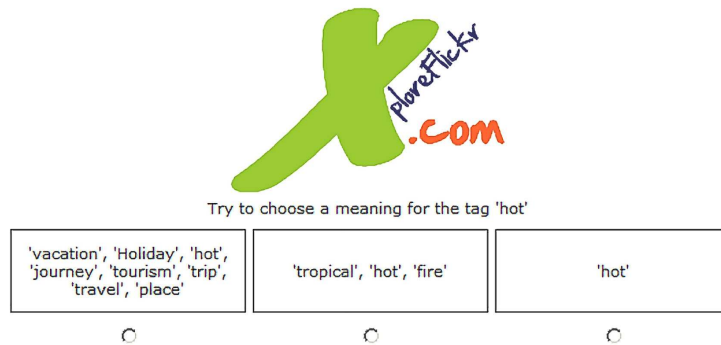 XploreFlickr
.com
Try to choose a meaning for the tag 'hot'
'vacation', 'Holiday', 'hot',
'journey', 'tourism', 'trip',
'travel', 'place'
'tropical', 'hot', 'fire'
'hot'